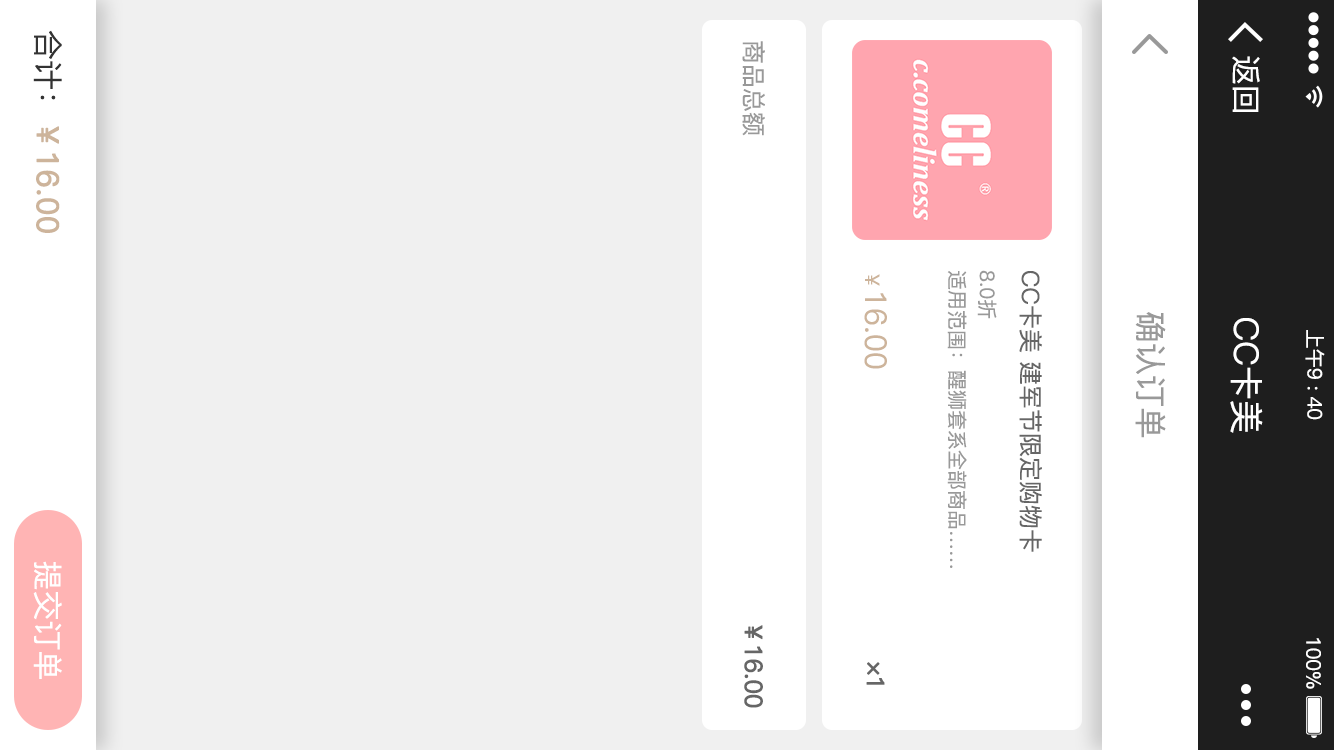 上午9：40
100%
返回
CC卡美
确认订单
CC®
c.comeliness
CC卡美 建军节限定购物卡
8.0折
适用范围：醒狮套系全部商品……
¥16.00
×1
商品总额
¥16.00
合计：¥16.00
提交订单